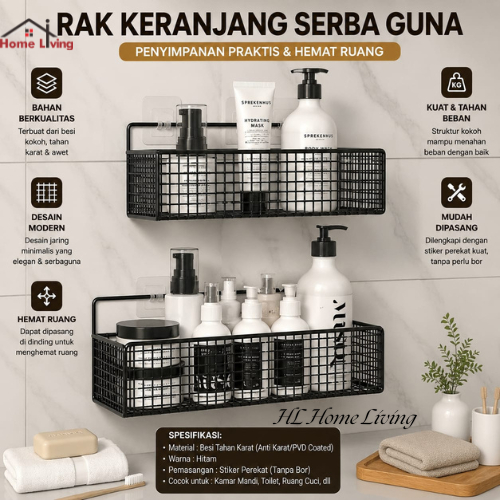 Home Living
RAK KERANJANG SERBA GUNA
PENYIMPANAN PRAKTIS & HEMAT RUANG
BAHAN
BERKUALITAS
Terbuat dari besi
kokoh, tahan
karat & awet
DESAIN
MODERN
Desain jaring
minimalis yang
elegan & serbaguna
HEMAT RUANG
Dapat dipasang
di dinding untuk
menghemat ruang
KG
KUAT & TAHAN
BEBAN
Struktur kokoh
mampu menahan
beban dengan baik
MUDAH
DIPASANG
Dilengkapi dengan
stiker perekat kuat,
tanpa perlu bor
SPREKENHUS
HYDRATING
MASK
SPREKENHUS
HL Home Living
SPESIFIKASI:
• Material : Besi Tahan Karat (Anti Karat/PVD Coated)
• Warna : Hitam
• Pemasangan : Stiker Perekat (Tanpa Bor)
• Cocok untuk : Kamar Mandi, Toilet, Ruang Cuci, dll